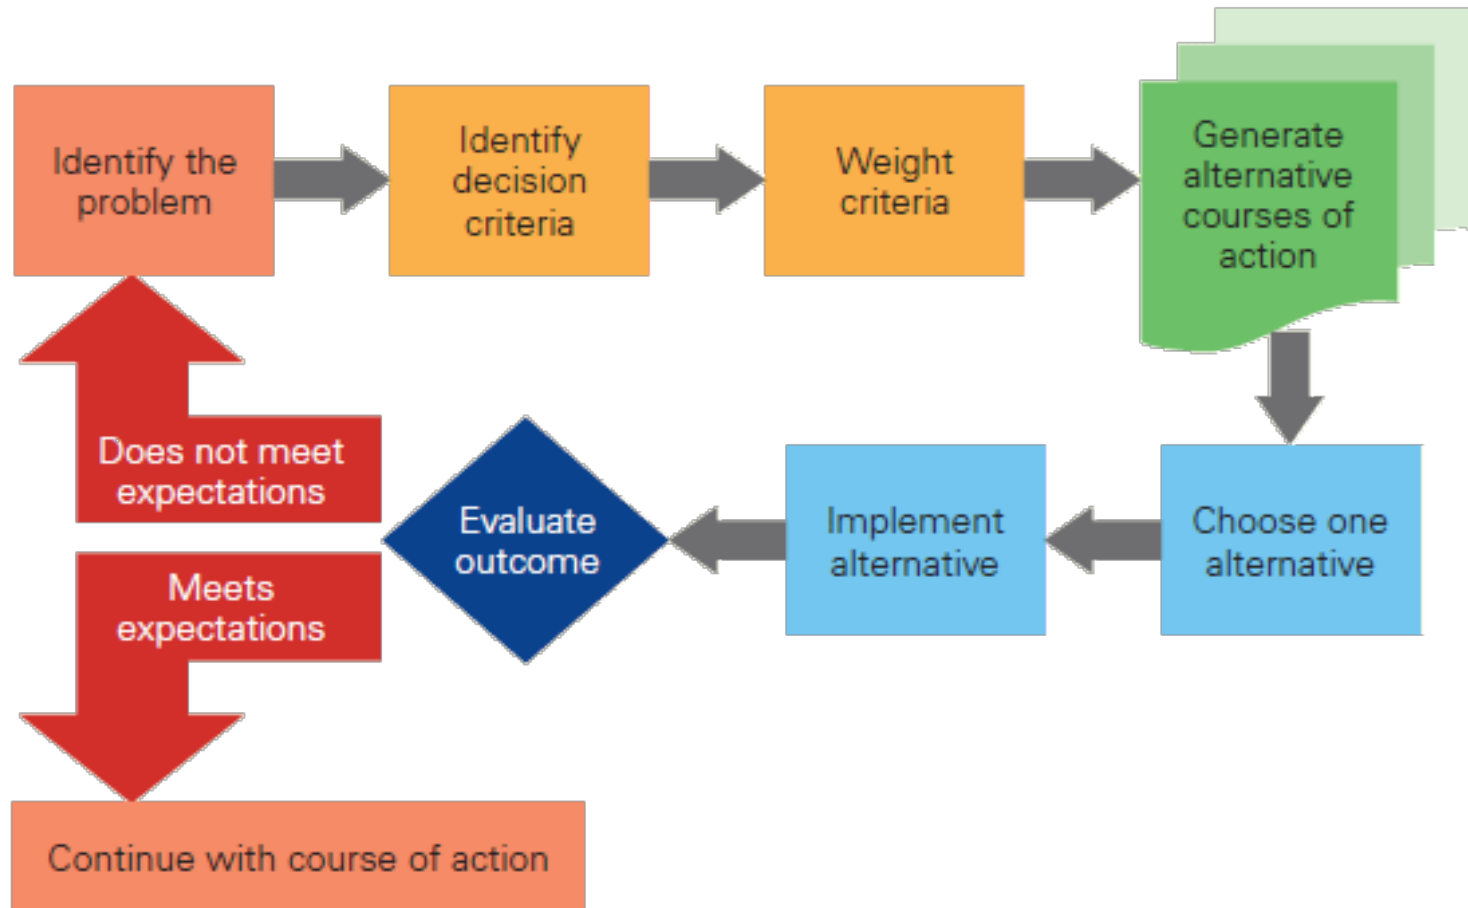 Identify the
problem
Identify
decision
criteria
Weight
criteria
Generate
alternative
courses of
action
Does not meet
expectations
Evaluate
outcome
Implement
alternative
Choose one
alternative
Meets
expectations
Continue with course of action